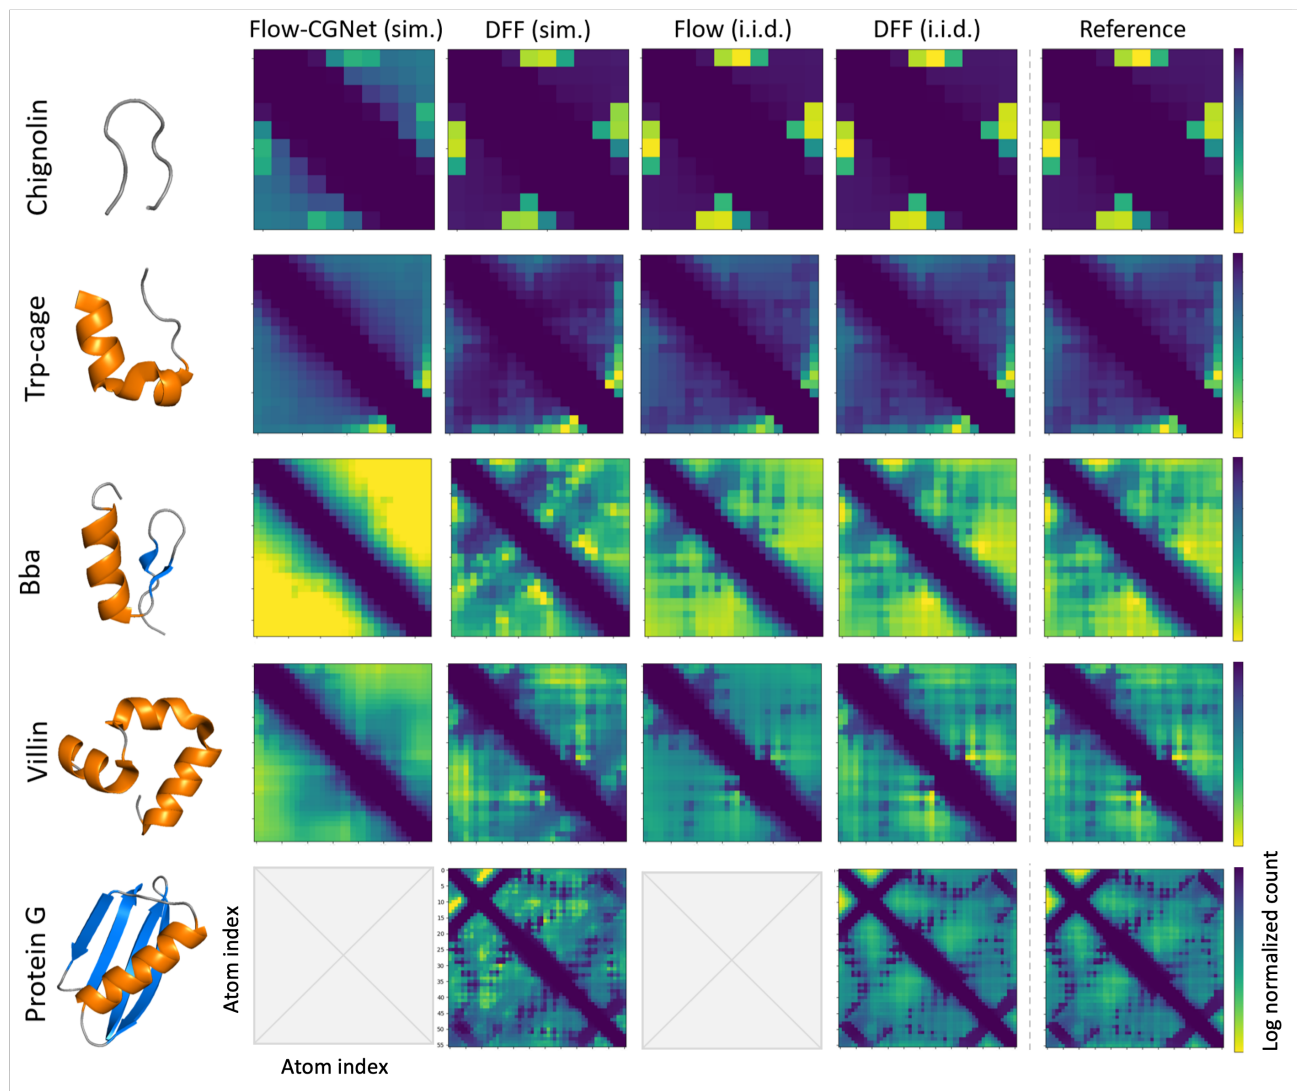 Flow-CGNet (sim.) DFF (sim.) Flow (i.i.d.) DFF (i.i.d.) Reference
Chignolin
Trp-cage
Bba
Villin
Protein G
Atom index
0
5
10
15
20
25
30
35
40
45
50
55
Log normalized count
Atom index